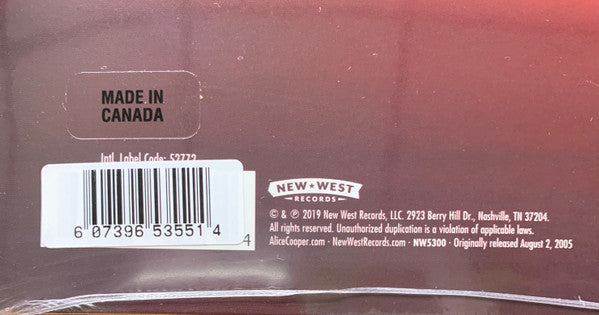 MADE IN
CANADA
Intl. Label Code: 52772
6 07396 53551 4
4
NEW★WEST
RECORDS
© & ℗ 2019 New West Records, LLC. 2923 Berry Hill Dr., Nashville, TN 37204.
All rights reserved. Unauthorized duplication is a violation of applicable laws.
AliceCooper.com · NewWestRecords.com · NW5300 · Originally released August 2, 2005